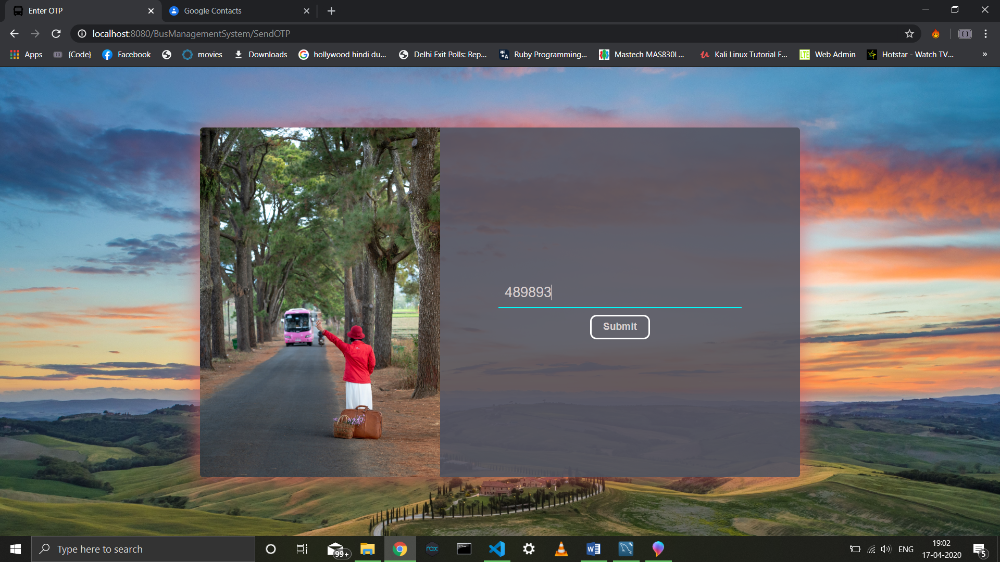 Enter OTP
Google Contacts
localhost:8080/BusManagementSystem/SendOTP
Apps
{Code}
Facebook
movies
Downloads
hollywood hindi du...
Delhi Exit Polls: Rep...
Ruby Programming...
Mastech MAS830L...
Kali Linux Tutorial F...
LTE
Web Admin
Hotstar - Watch TV...
»
489893
Submit
Type here to search
99+
nox
ENG
19:02
17-04-2020
5